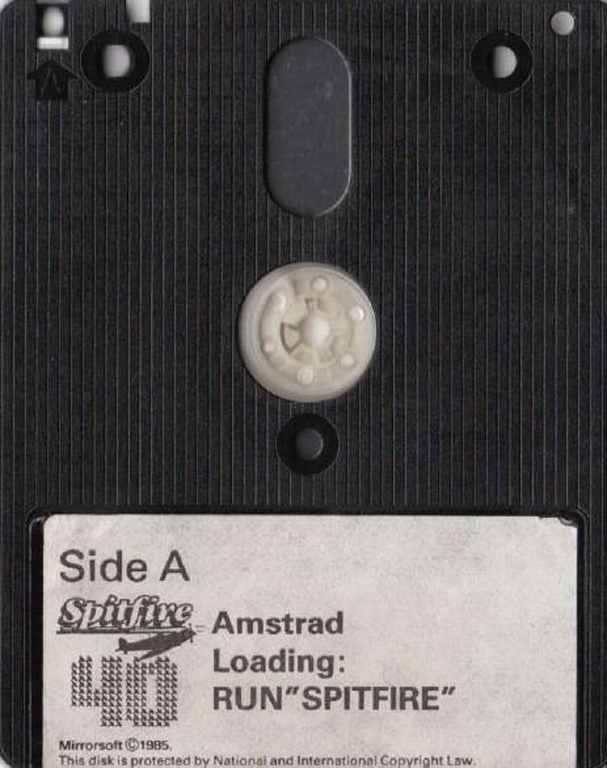 Side A
Spitfire
40
Amstrad
Loading:
RUN"SPITFIRE"
Mirrorsoft ©1985.
This disk is protected by National and International Copyright Law.